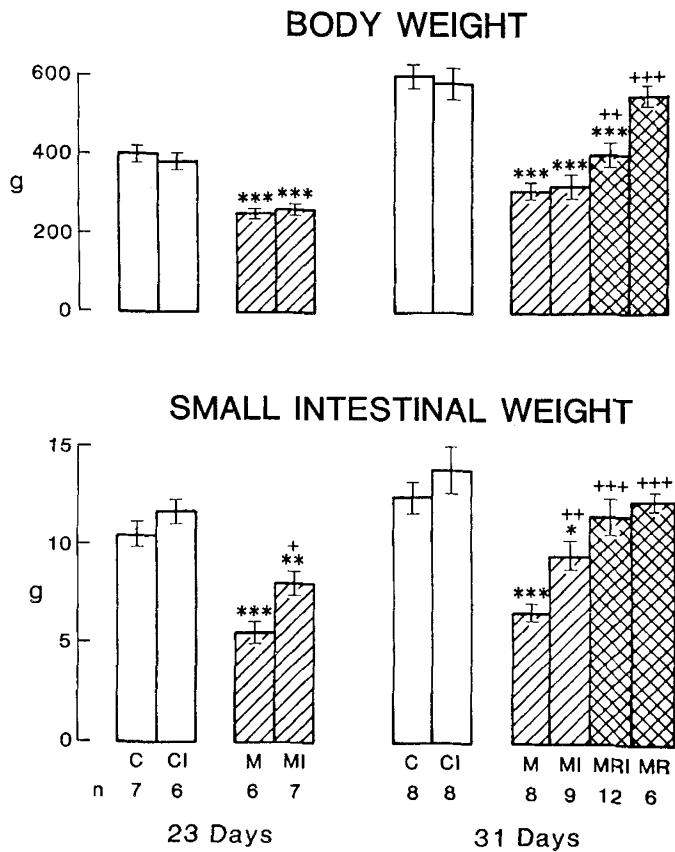 BODY WEIGHT
600
400
200
0
g
*** ***
*** *** ++ *** +++
SMALL INTESTINAL WEIGHT
15
10
5
0
g
*** + **
*** ++ * +++ +++
C CI M MI C CI M MI MRI MR
n 7 6 6 7 8 8 8 9 12 6
23 Days 31 Days